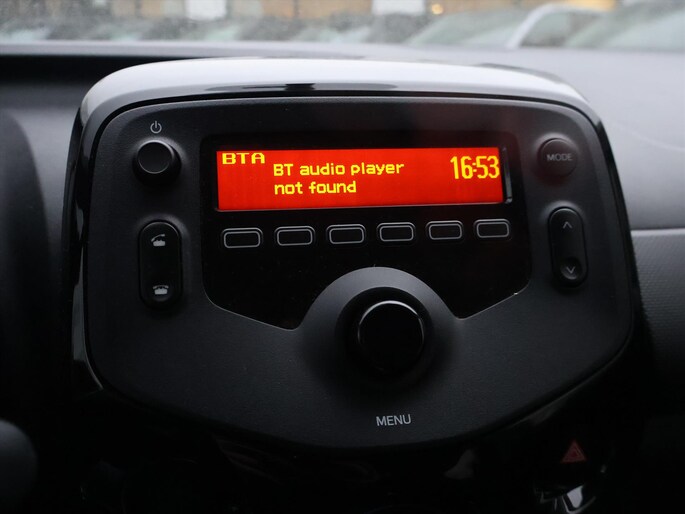 BTA
BT audio player
not found
16:53
MODE
MENU